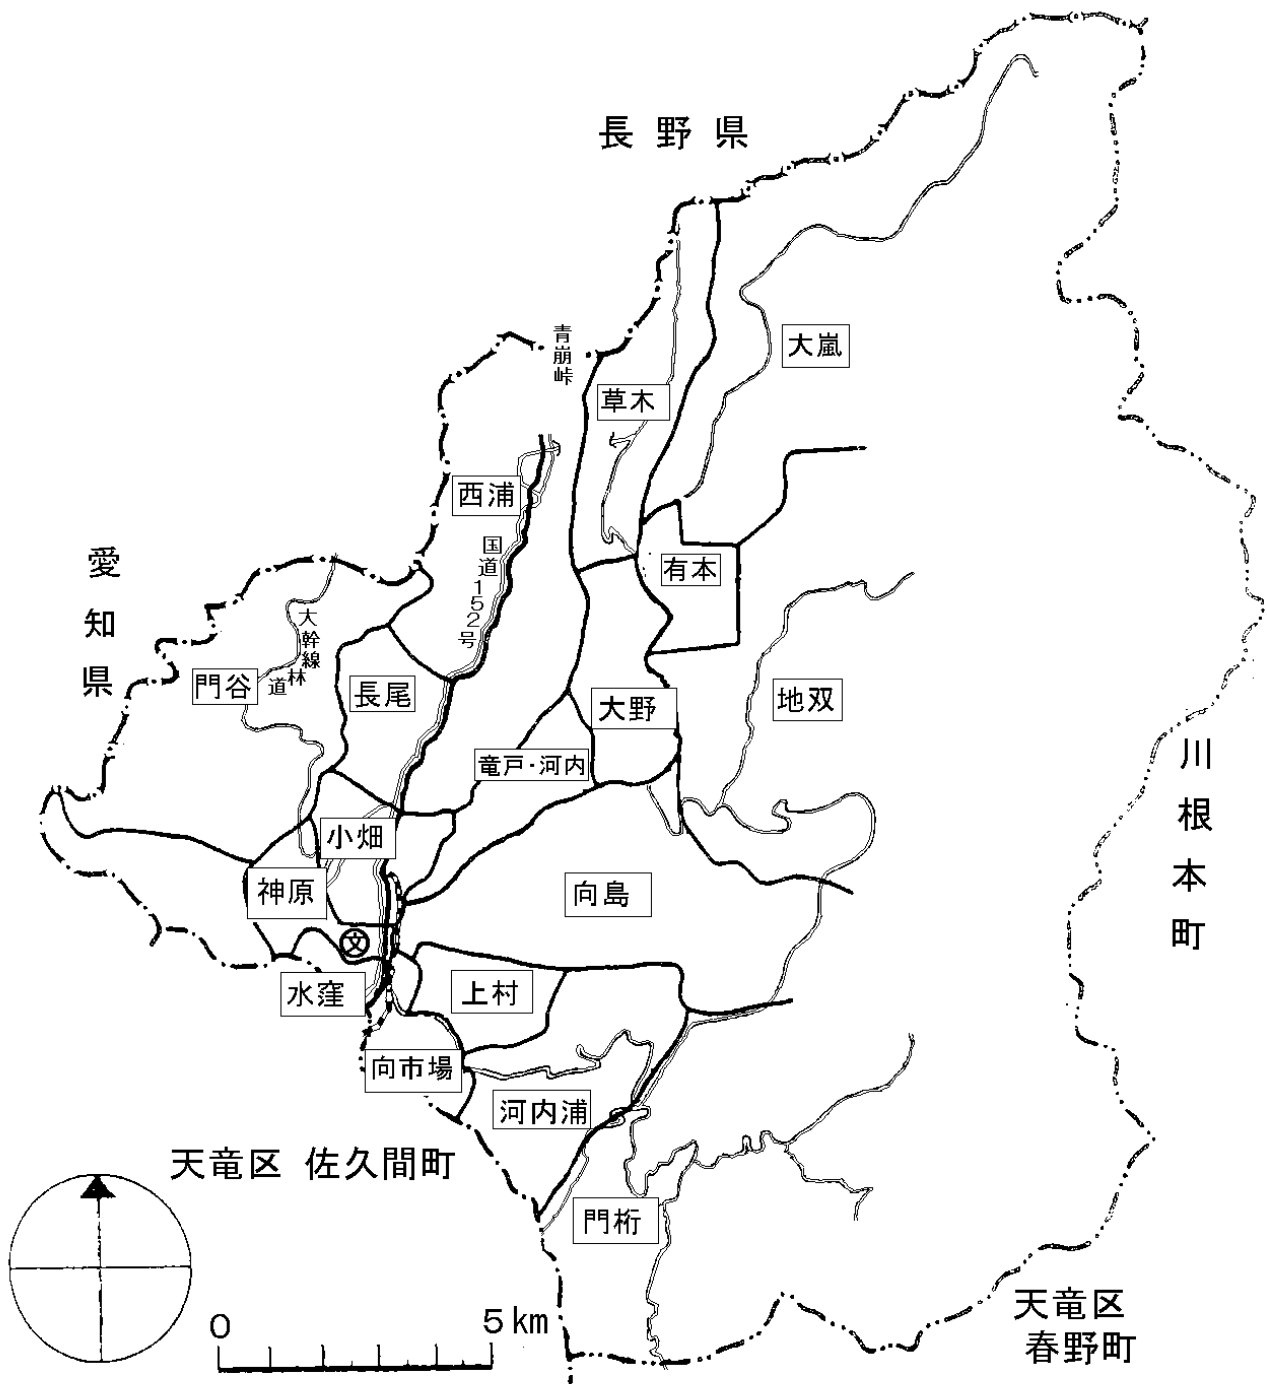 長野県
青崩峠
大嵐
草木
西浦
国道152号
愛知県
有本
大幹線林道
門谷
長尾
大野
地双
竜戸・河内
川根本町
小畑
神原
向島
文
水窪
上村
向市場
河内浦
天竜区 佐久間町
門桁
天竜区
春野町
0
5km